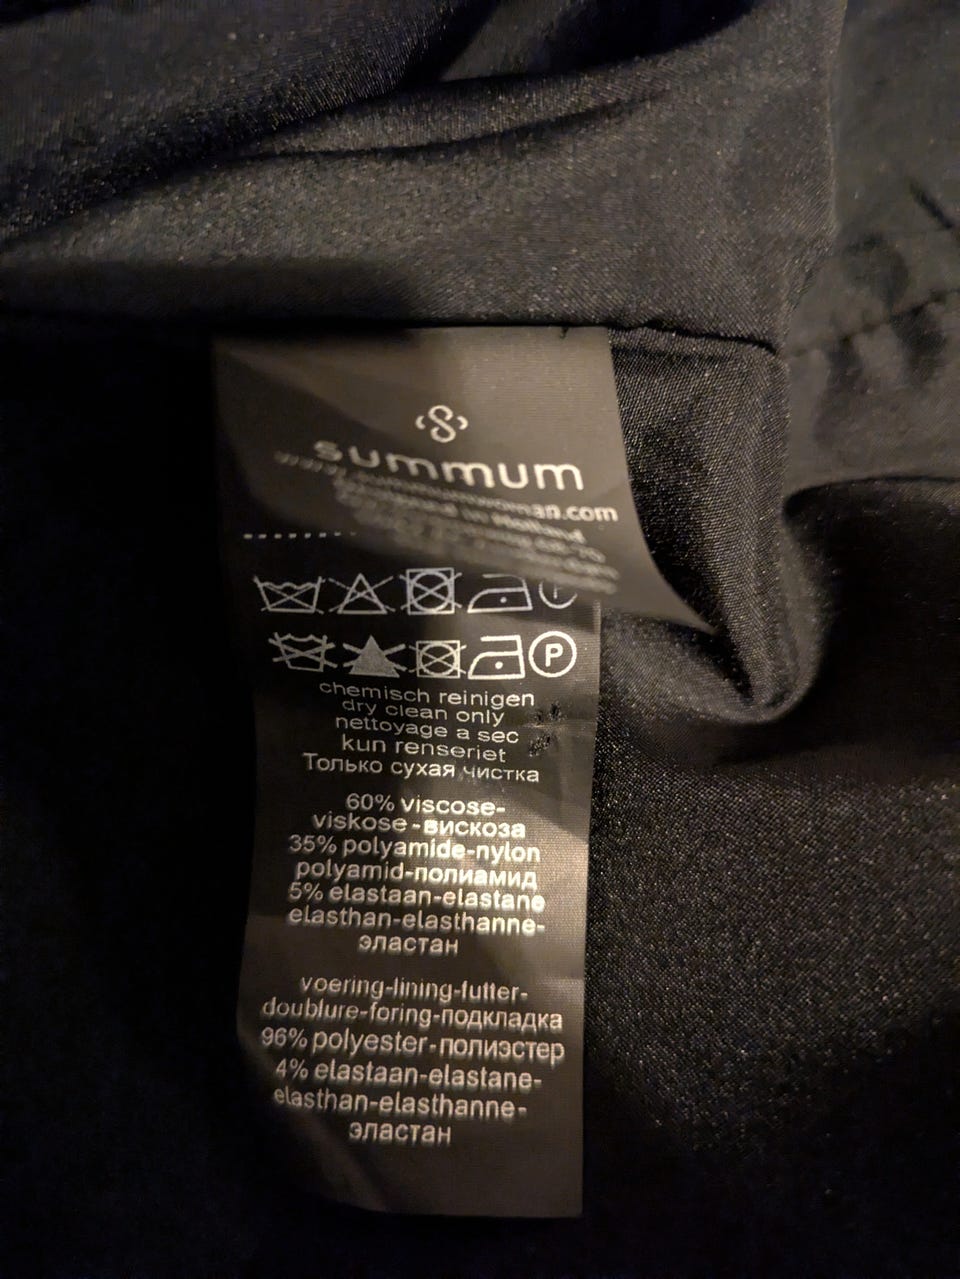 summum
chemisch reinigen
dry clean only
nettoyage a sec
kun renseriet
Только сухая чистка
60% viscose-
viskose-вискоза
35% polyamide-nylon
polyamid-полиамид
5% elastaan-elastane
elasthan-elasthanne-
эластан
voering-lining-futter-
doublure-foring-подкладка
96% polyester-полиэстер
4% elastaan-elastane-
elasthan-elasthanne-
эластан
P